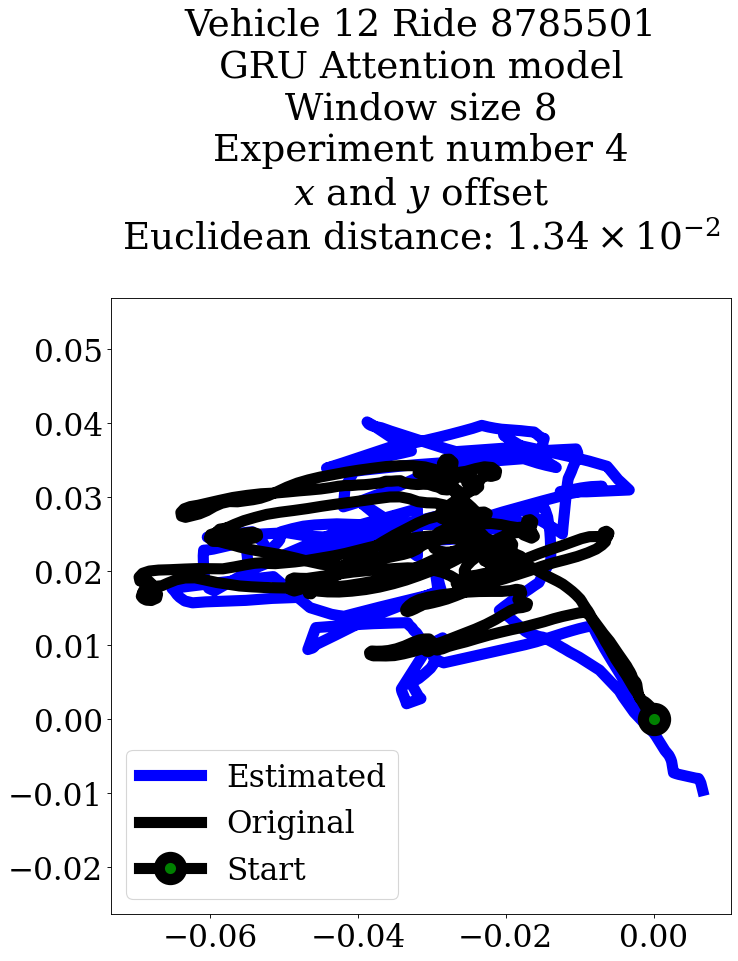 Vehicle 12 Ride 8785501
GRU Attention model
Window size 8
Experiment number 4
x and y offset
Euclidean distance: 1.34 × 10⁻²
0.05
0.04
0.03
0.02
0.01
0.00
−0.01
−0.02
Estimated
Original
Start
−0.06 −0.04 −0.02 0.00